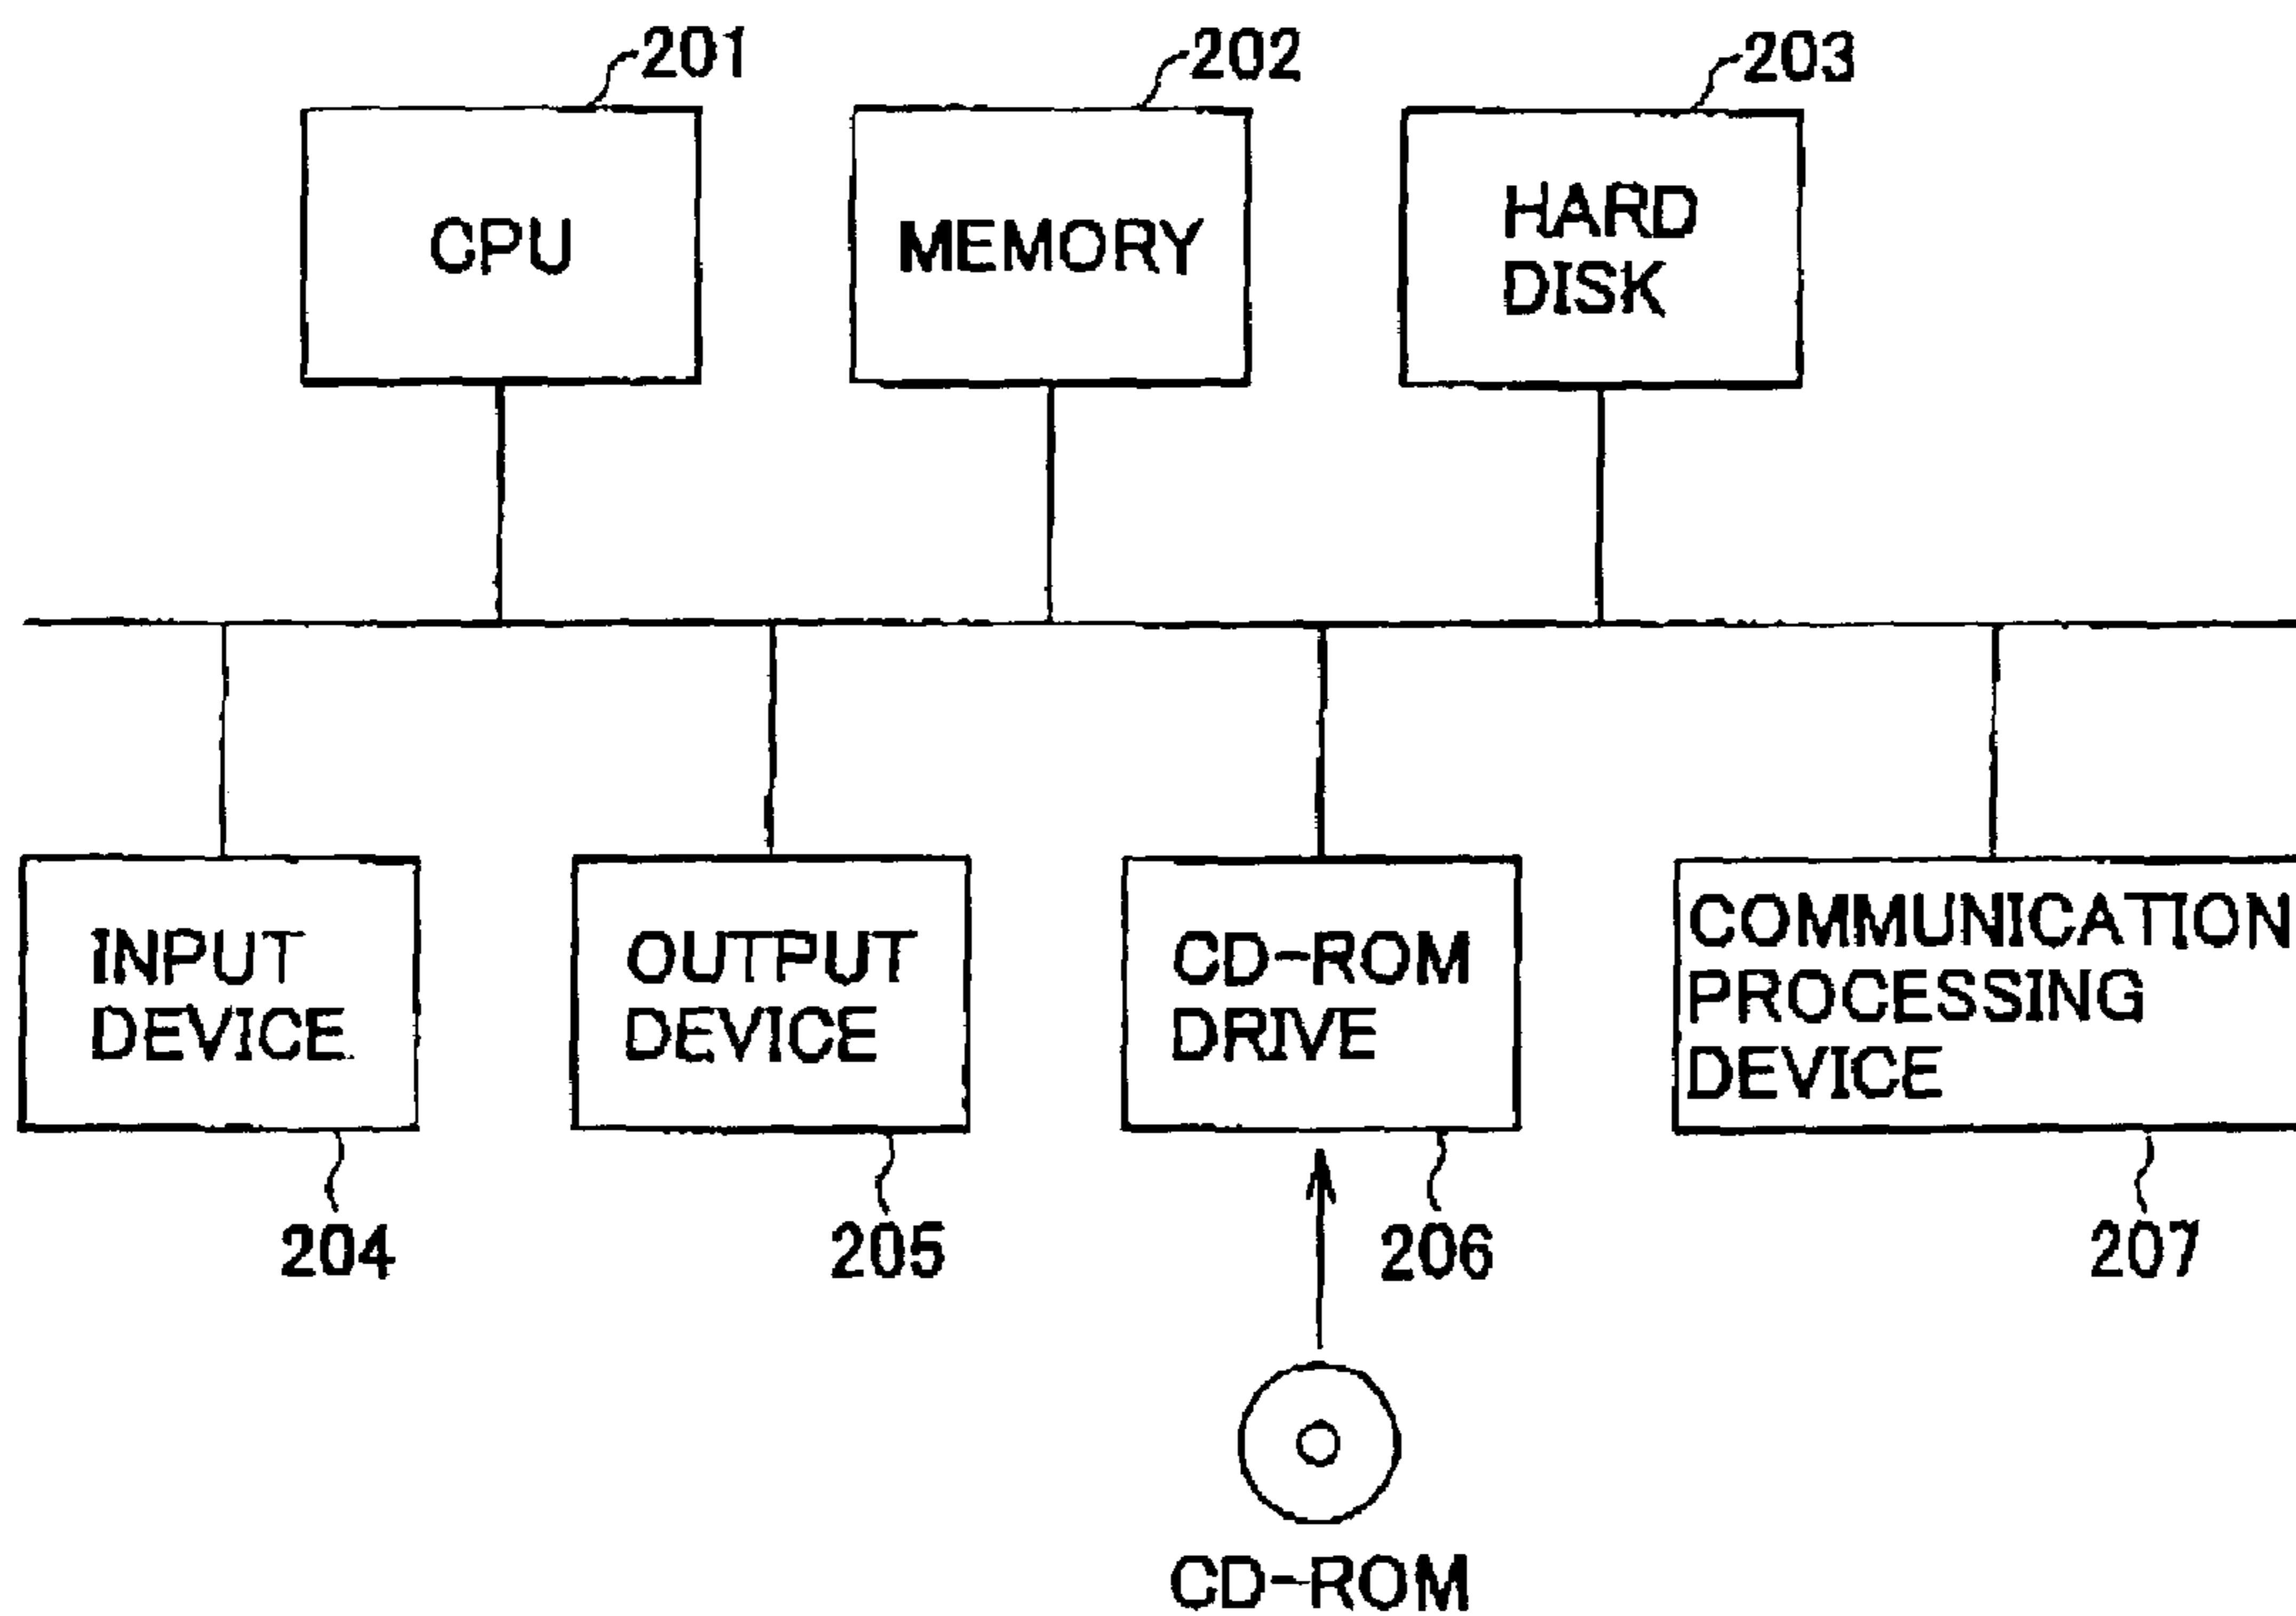 201
202
203
CPU
MEMORY
HARD
DISK
INPUT
DEVICE
OUTPUT
DEVICE
CD-ROM
DRIVE
COMMUNICATION
PROCESSING
DEVICE
204
205
206
207
CD-ROM